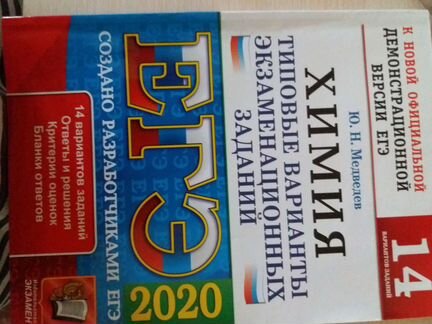 К НОВОЙ ОФИЦИАЛЬНОЙ
ДЕМОНСТРАЦИОННОЙ
ВЕРСИИ ЕГЭ
14
ВАРИАНТОВ ЗАДАНИЙ
Ю. Н. Медведев
ХИМИЯ
ТИПОВЫЕ ВАРИАНТЫ
ЭКЗАМЕНАЦИОННЫХ
ЗАДАНИЙ
ЕГЭ
2020
СОЗДАНО РАЗРАБОТЧИКАМИ ЕГЭ
14 вариантов заданий
Ответы и решения
Критерии оценок
Бланки ответов
ЭКЗАМЕН